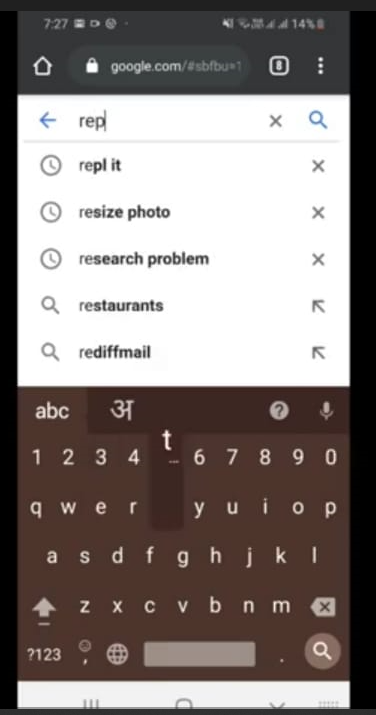 7:27 14%
google.com/#sbfbu=1 8
rep
repl it
resize photo
research problem
restaurants
rediffmail
abc अ ?
t
1 2 3 4 6 7 8 9 0
q w e r y u i o p
a s d f g h j k l
z x c v b n m
?123 , .